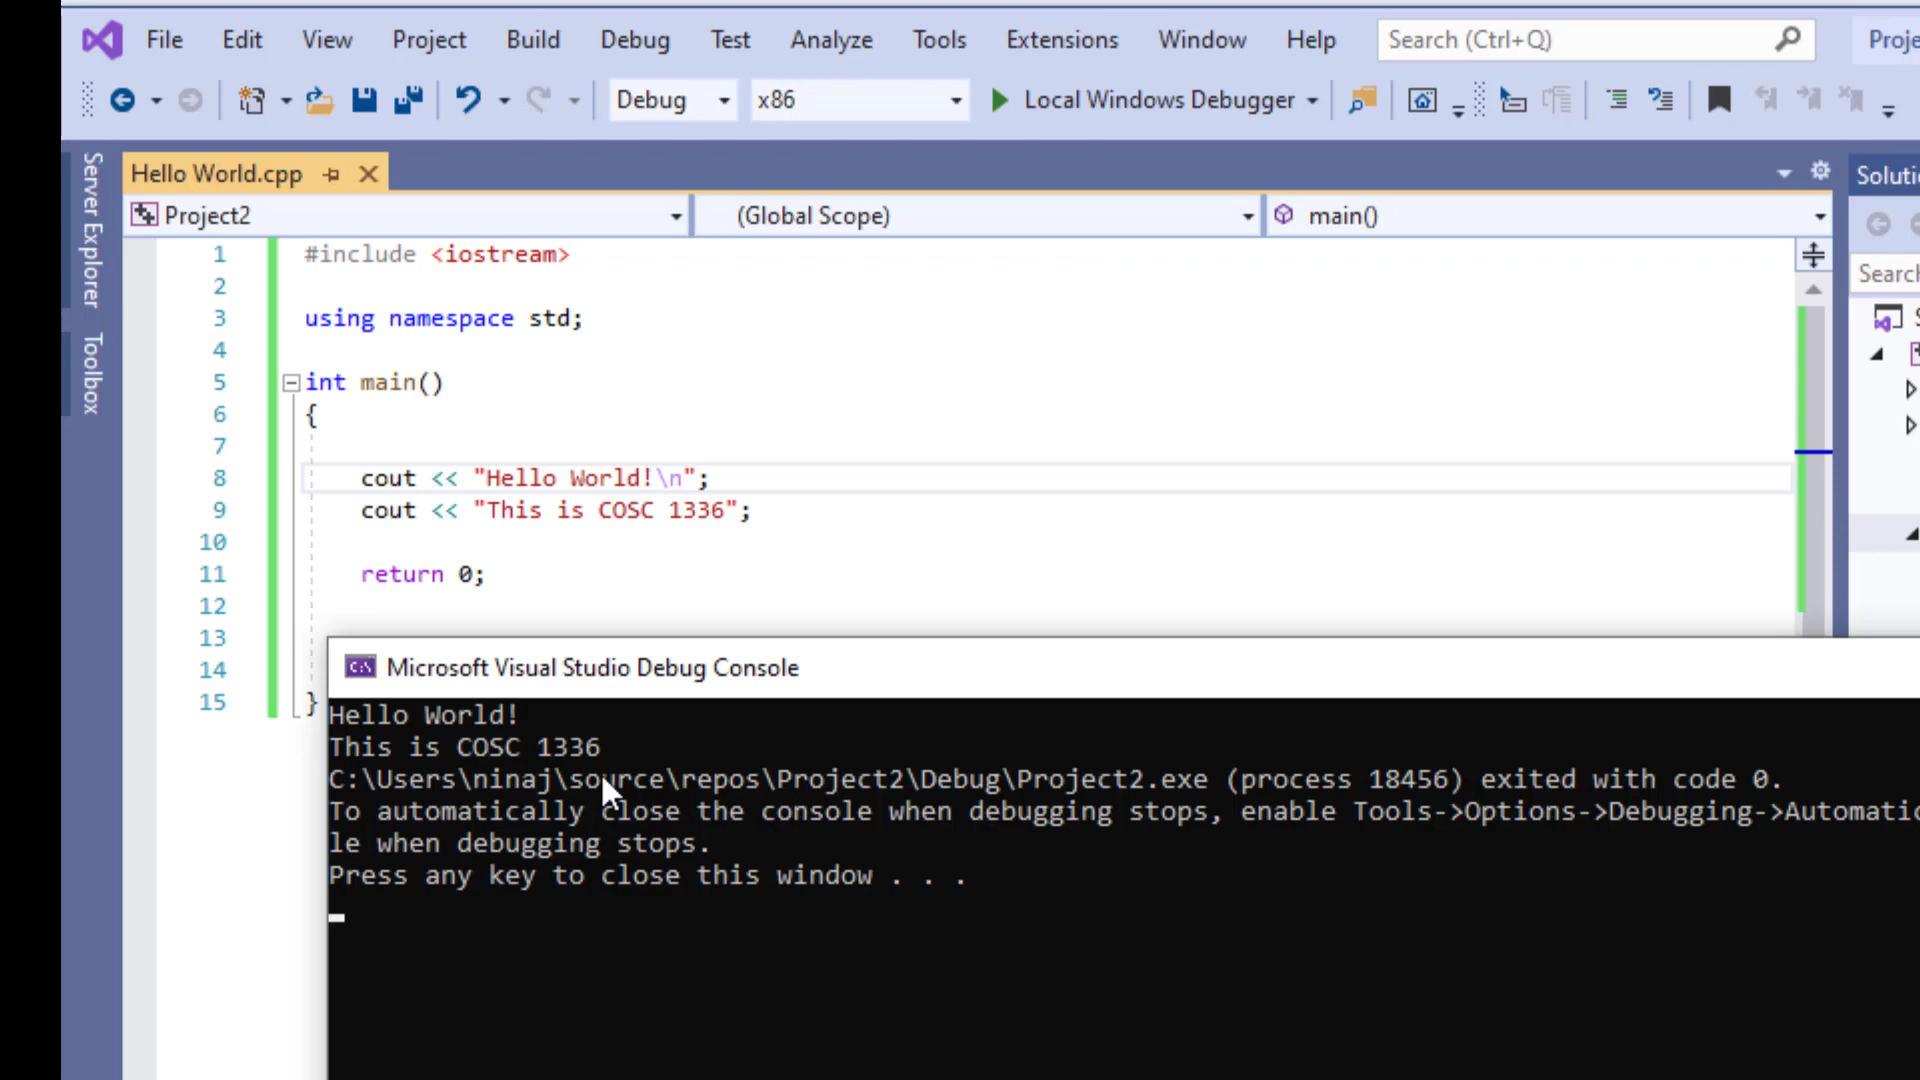 File Edit View Project Build Debug Test Analyze Tools Extensions Window Help Search (Ctrl+Q) Proje
Debug x86 Local Windows Debugger
Server Explorer
Toolbox
Hello World.cpp
Soluti
Project2 (Global Scope) main()
Search
1 #include <iostream>
2
3 using namespace std;
4
5 int main()
6 {
7
8 cout << "Hello World!\n";
9 cout << "This is COSC 1336";
10
11 return 0;
12
13
14
15 }
Microsoft Visual Studio Debug Console
Hello World!
This is COSC 1336
C:\Users\ninaj\source\repos\Project2\Debug\Project2.exe (process 18456) exited with code 0.
To automatically close the console when debugging stops, enable Tools->Options->Debugging->Automatic
le when debugging stops.
Press any key to close this window . . .